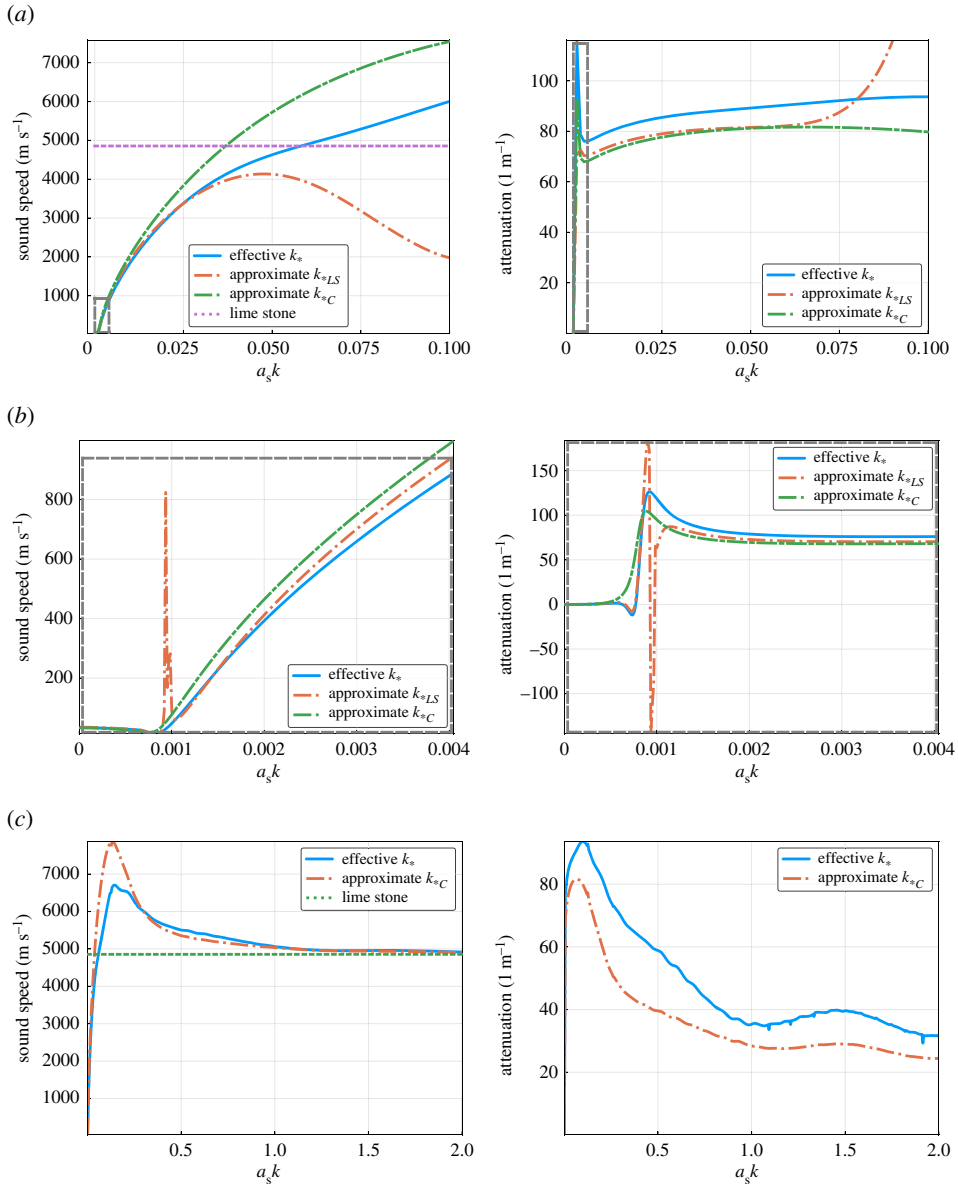 (a)
7000
6000
5000
4000
3000
2000
1000
0
0.025
0.050
0.075
0.100
sound speed (m s⁻¹)
aₛk
effective k*
approximate k*LS
approximate k*C
lime stone
100
80
60
40
20
0
0.025
0.050
0.075
0.100
attenuation (1 m⁻¹)
aₛk
effective k*
approximate k*LS
approximate k*C
(b)
800
600
400
200
0
0.001
0.002
0.003
0.004
sound speed (m s⁻¹)
aₛk
effective k*
approximate k*LS
approximate k*C
150
100
50
0
−50
−100
0
0.001
0.002
0.003
0.004
attenuation (1 m⁻¹)
aₛk
effective k*
approximate k*LS
approximate k*C
(c)
7000
6000
5000
4000
3000
2000
1000
0.5
1.0
1.5
2.0
sound speed (m s⁻¹)
aₛk
effective k*
approximate k*C
lime stone
80
60
40
20
0.5
1.0
1.5
2.0
attenuation (1 m⁻¹)
aₛk
effective k*
approximate k*C